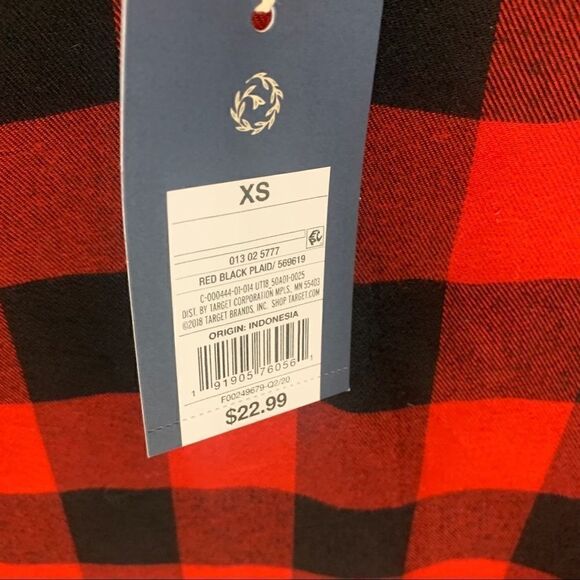 XS
013 02 5777
RED BLACK PLAID/ 569619
C-000444-01-014 UT18_50A01-0025
DIST. BY TARGET CORPORATION MPLS, MN 55403
©2018 TARGET BRANDS, INC. SHOP TARGET.COM
ORIGIN: INDONESIA
1 91905 76056 1
F00249679-Q2/20
$22.99